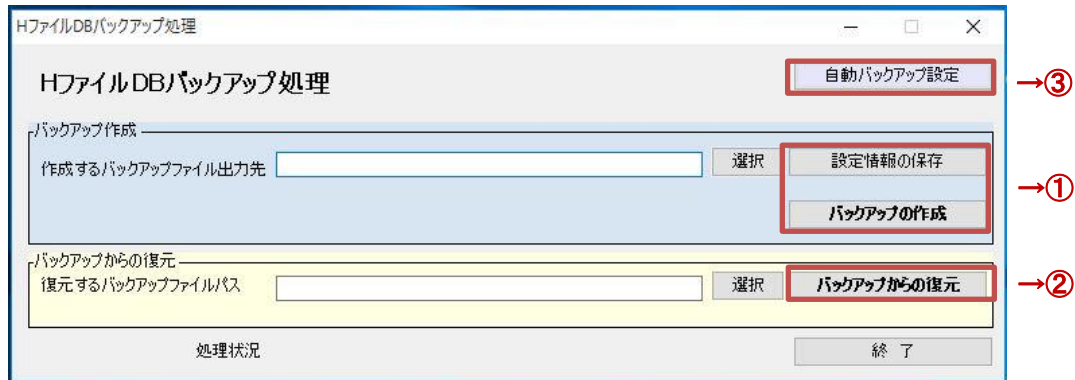 HファイルDBバックアップ処理
HファイルDBバックアップ処理
自動バックアップ設定
→③
バックアップ作成
作成するバックアップファイル出力先
選択
設定情報の保存
→①
バックアップの作成
バックアップからの復元
復元するバックアップファイルパス
選択
バックアップからの復元
→②
処理状況
終 了